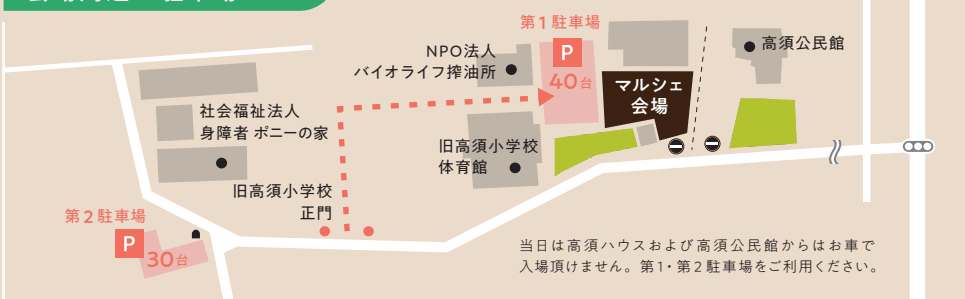 第1駐車場
P
40台
NPO法人
バイオライフ搾油所
マルシェ
会場
高須公民館
社会福祉法人
身障者 ポニーの家
旧高須小学校
体育館
旧高須小学校
正門
第2駐車場
P
30台
当日は高須ハウスおよび高須公民館からはお車で
入場頂けません。第1・第2駐車場をご利用ください。